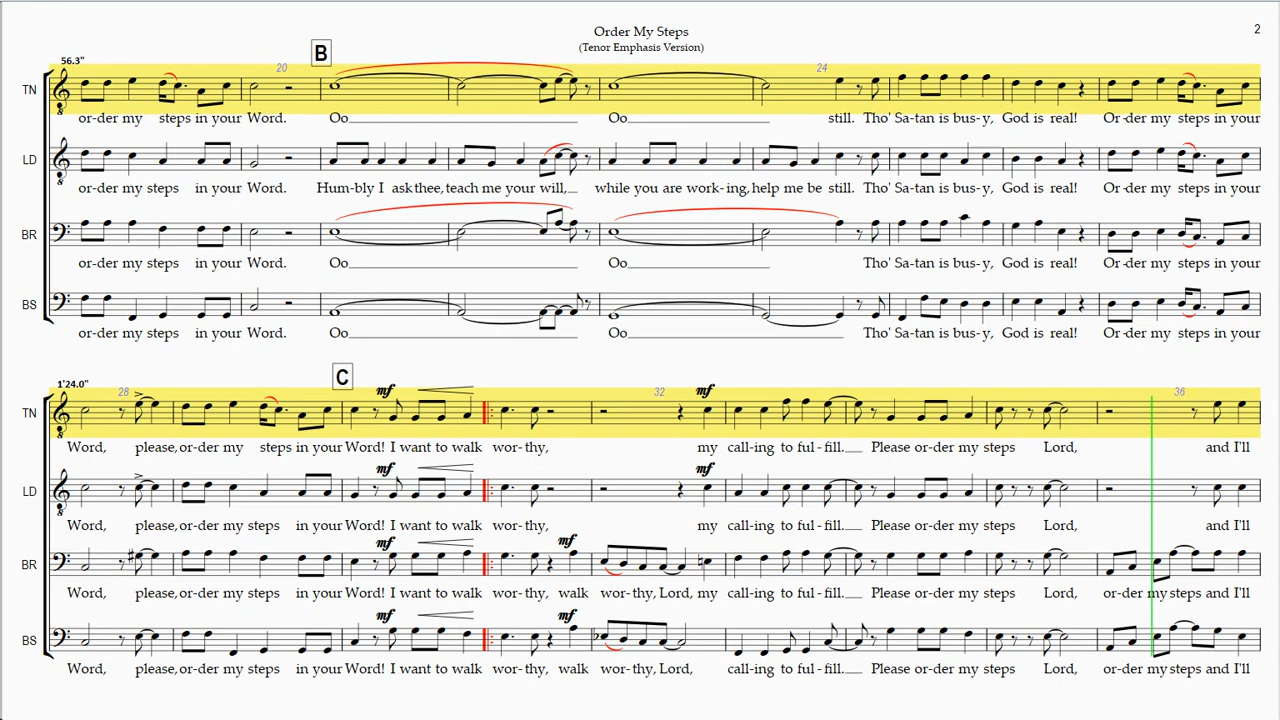 Order My Steps
(Tenor Emphasis Version)
2
56.3"
20
B
24
TN
or-der my steps in your Word. Oo Oo still. Tho' Sa-tan is bus-y, God is real! Or-der my steps in your
LD
or-der my steps in your Word. Hum-bly I ask thee, teach me your will, while you are work-ing, help me be still. Tho' Sa-tan is bus-y, God is real! Or-der my steps in your
BR
or-der my steps in your Word. Oo Oo Tho' Sa-tan is bus-y, God is real! Or-der my steps in your
BS
or-der my steps in your Word. Oo Oo Tho' Sa-tan is bus-y, God is real! Or-der my steps in your
1'24.0"
28
C
mf
32
mf
36
TN
Word, please, or-der my steps in your Word! I want to walk wor-thy, my call-ing to ful-fill. Please or-der my steps Lord, and I'll
mf
mf
LD
Word, please, or-der my steps in your Word! I want to walk wor-thy, my call-ing to ful-fill. Please or-der my steps Lord, and I'll
mf
mf
BR
Word, please, or-der my steps in your Word! I want to walk wor-thy, walk wor-thy, Lord, my call-ing to ful-fill. Please or-der my steps Lord, or-der my steps and I'll
mf
mf
BS
Word, please, or-der my steps in your Word! I want to walk wor-thy, walk wor-thy, Lord, call-ing to ful-fill. Please or-der my steps Lord, or-der my steps and I'll